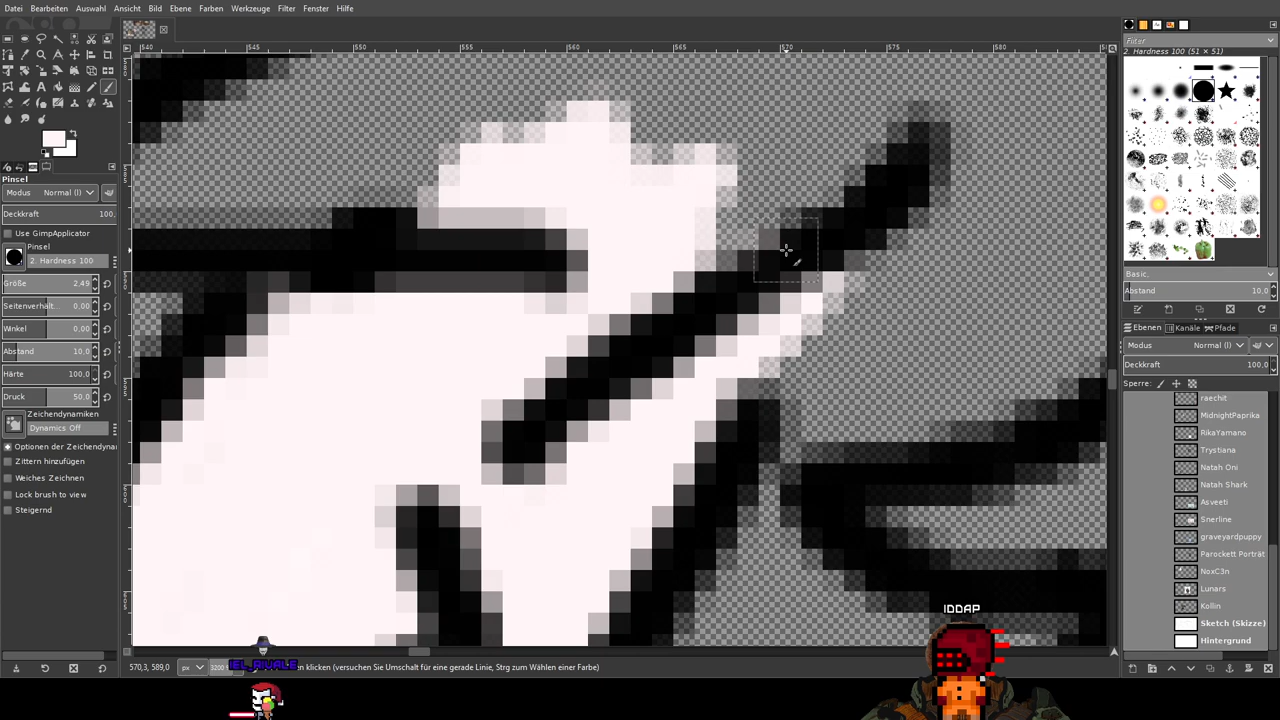 Datei Bearbeiten Auswahl Ansicht Bild Ebene Farben Werkzeuge Filter Fenster Hilfe
540 545 550 555 560 565 570 575 580
Filter
2. Hardness 100 (51 × 51)
Pinsel
Modus Normal (l)
Deckkraft 100,
Use GimpApplicator
Pinsel
2. Hardness 100
Größe 2,49
Seitenverhält... 0,00
Winkel 0,00
Abstand 10,0
Härte 100,0
Druck 50,0
Zeichendynamiken
Dynamics Off
Optionen der Zeichendynar
Zittern hinzufügen
Weiches Zeichnen
Lock brush to view
Steigernd
Basic,
Abstand 10,0
Ebenen Kanäle Pfade
Modus Normal (l)
Deckkraft 100,0
Sperre:
raechit
MidnightPaprika
RikaYamano
Trystiana
Natah Oni
Natah Shark
Asveeti
Snerline
graveyardpuppy
Parockett Porträt
NoxC3n
Lunars
Kollin
Sketch (Skizze)
Hintergrund
IDDAP
570,3, 589,0 px 3200 n klicken (versuchen Sie Umschalt für eine gerade Linie, Strg zum Wählen einer Farbe)